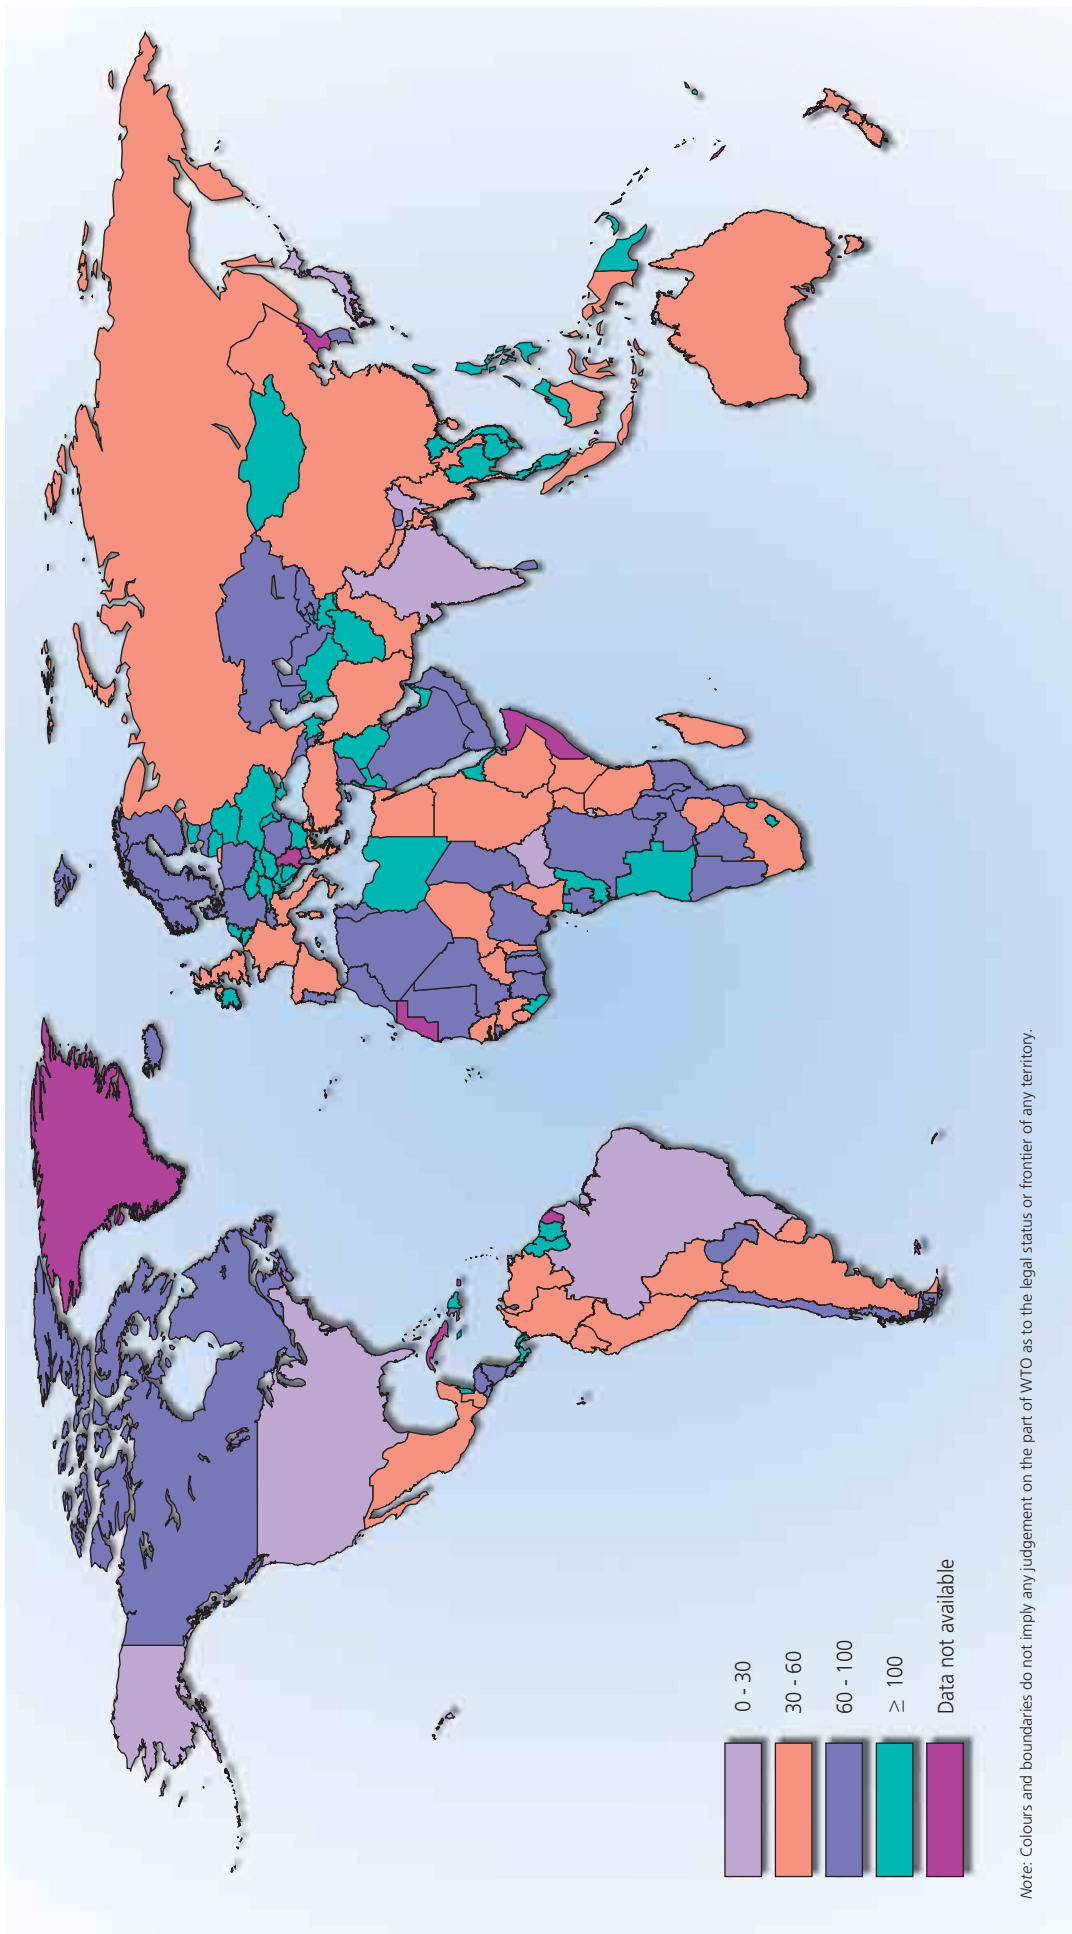 0 - 30
30 - 60
60 - 100
≥ 100
Data not available
Note: Colours and boundaries do not imply any judgement on the part of WTO as to the legal status or frontier of any territory.